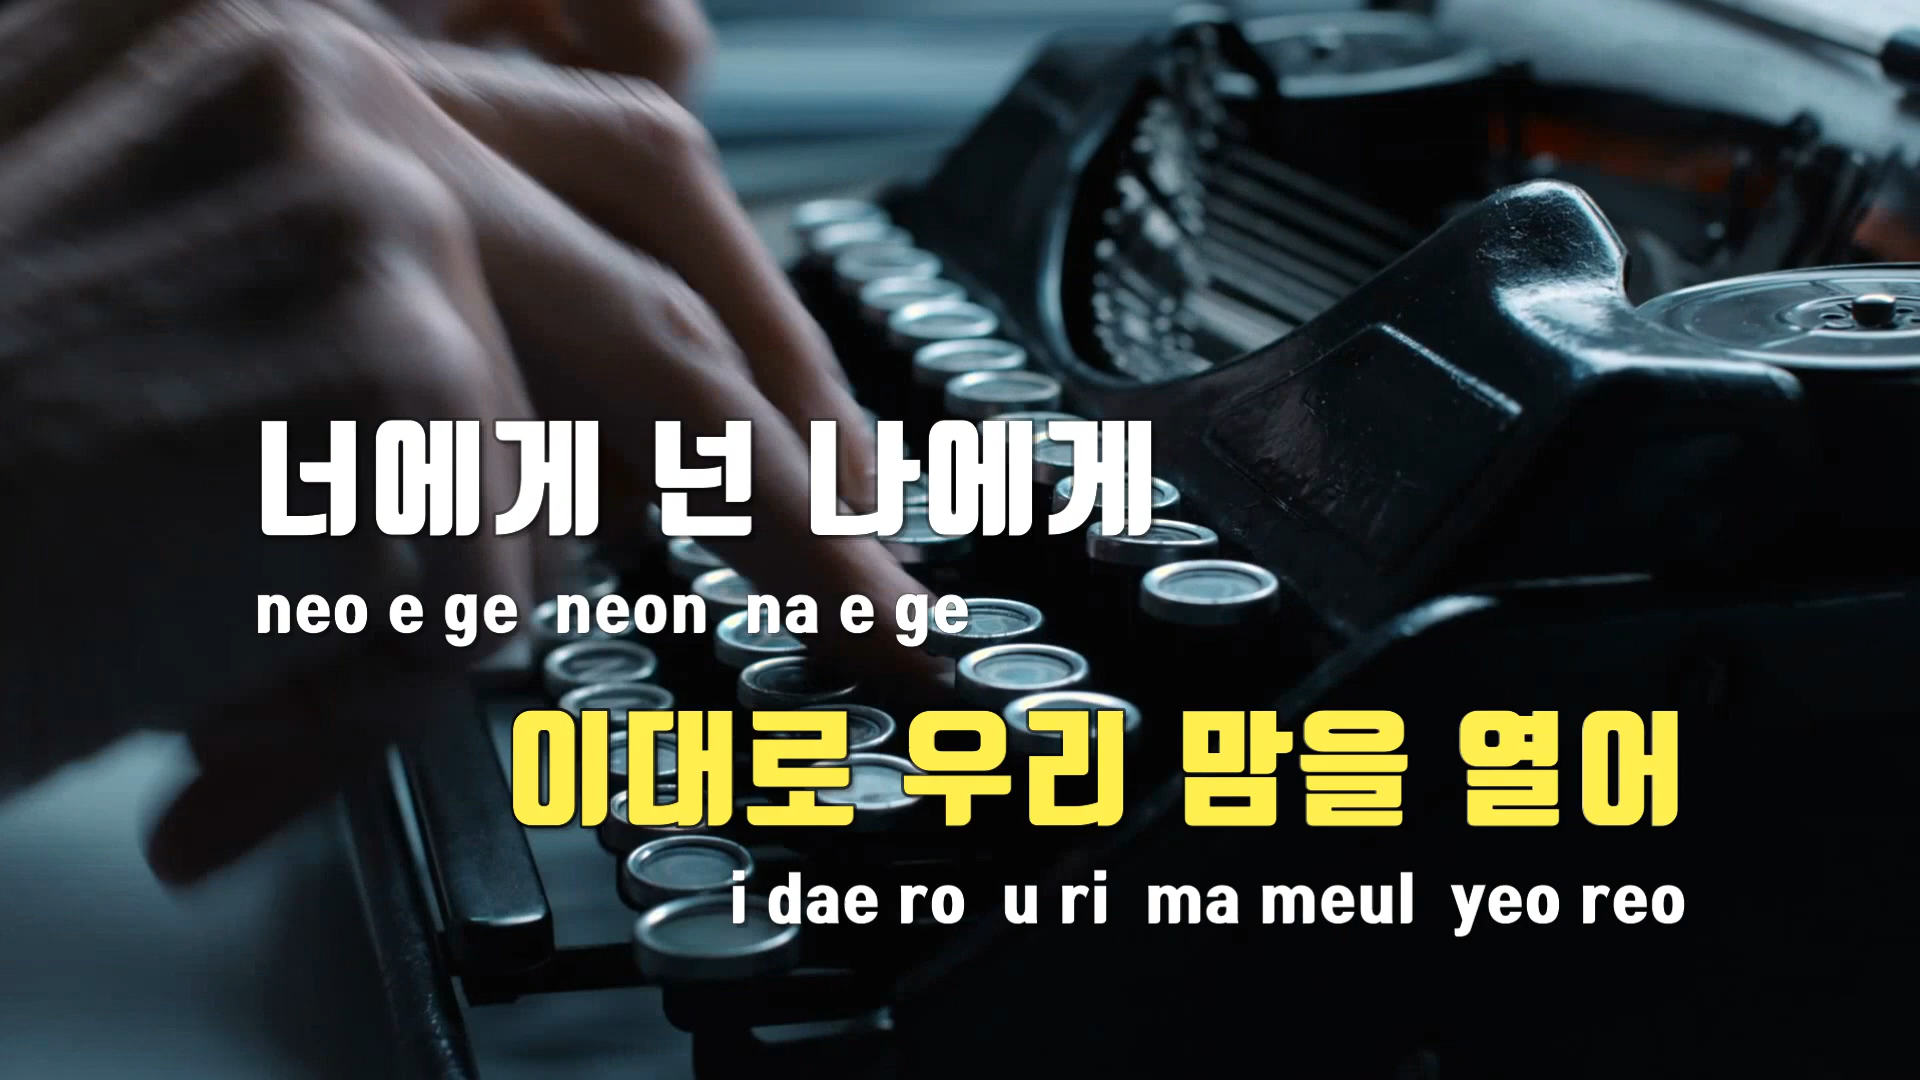 너에게 넌 나에게
neo e ge neon na e ge
이대로 우리 맘을 열어
i dae ro u ri ma meul yeo reo